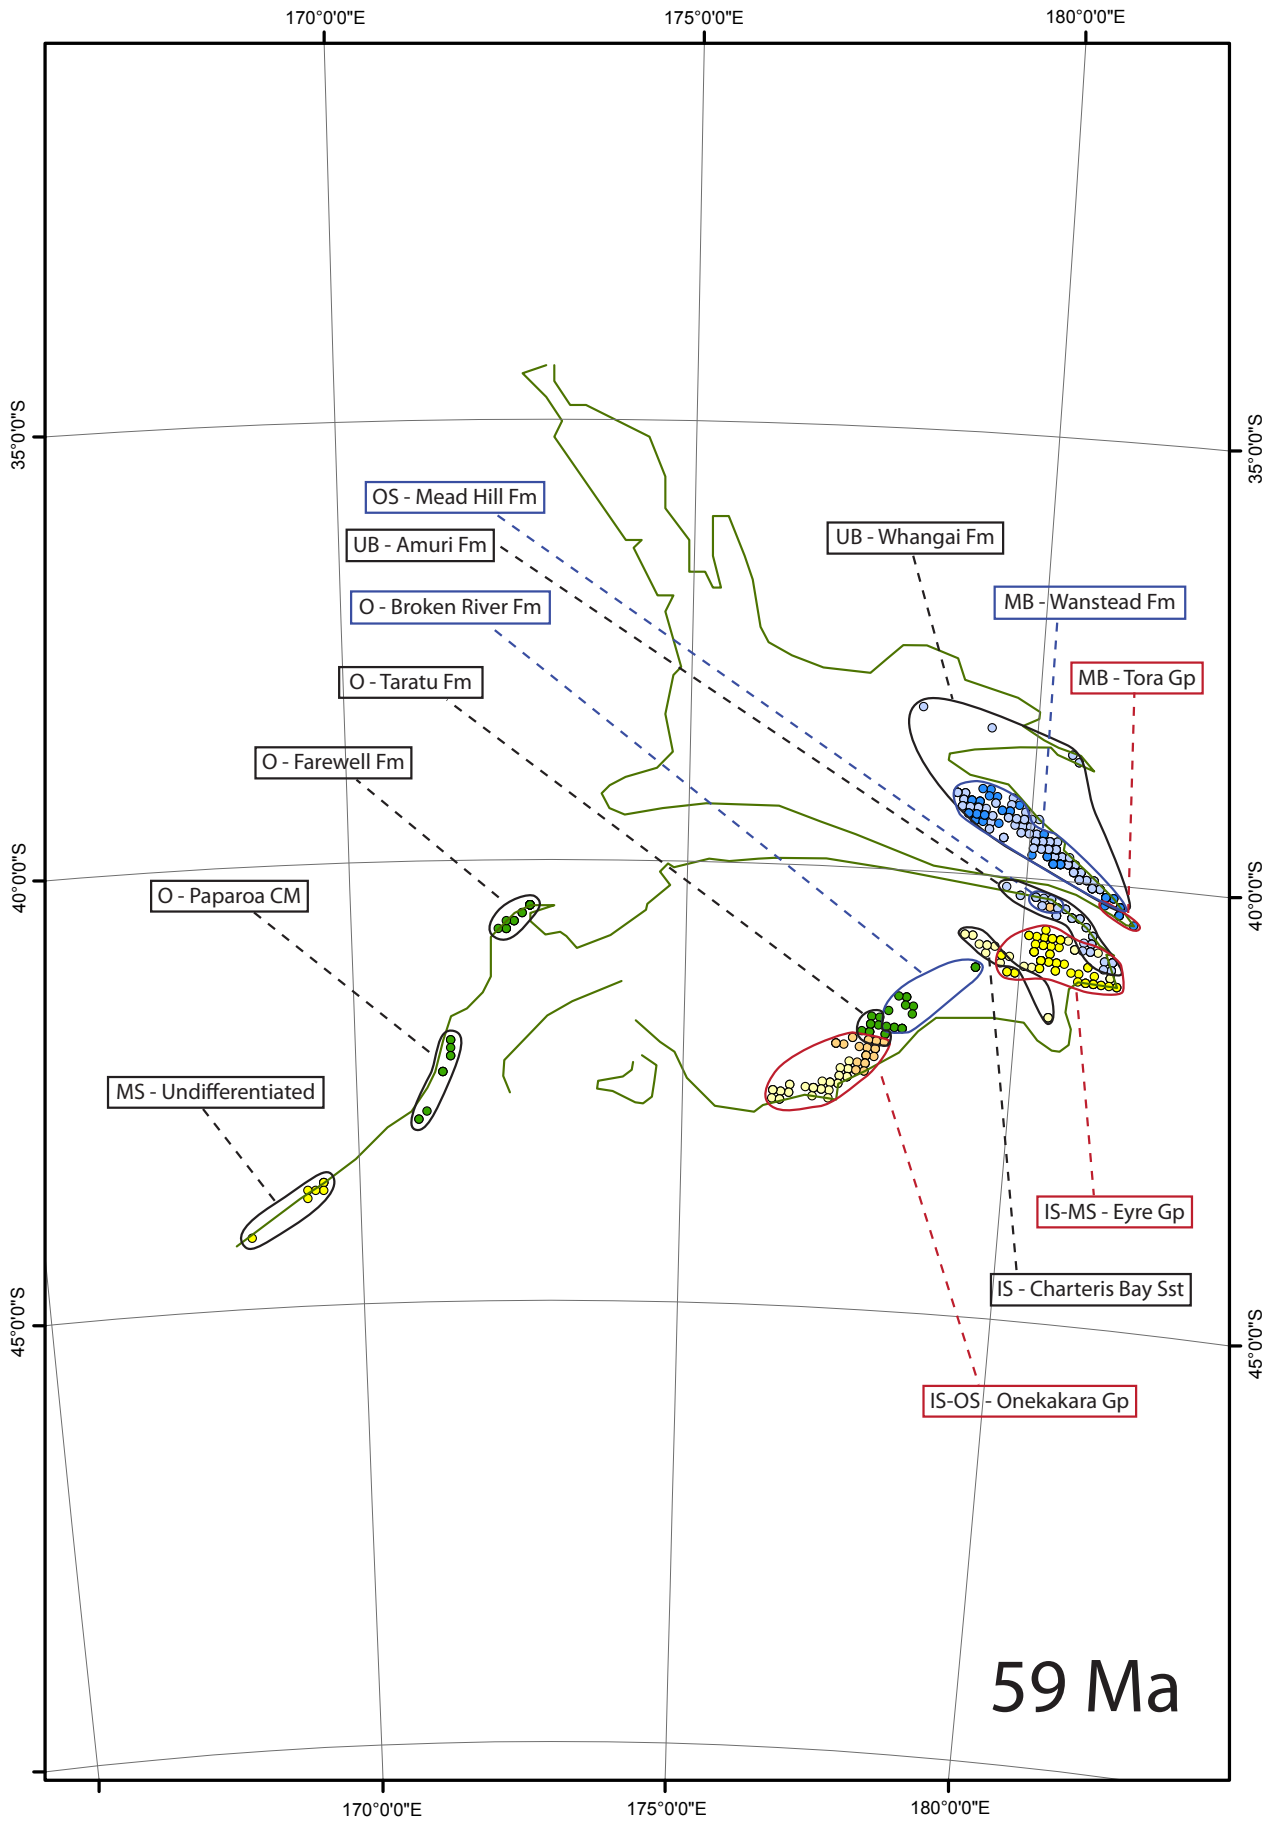 170°0'0"E
175°0'0"E
180°0'0"E
35°0'0"S
35°0'0"S
OS - Mead Hill Fm
UB - Amuri Fm
UB - Whangai Fm
O - Broken River Fm
MB - Wanstead Fm
O - Taratu Fm
MB - Tora Gp
O - Farewell Fm
40°0'0"S
40°0'0"S
O - Paparoa CM
MS - Undifferentiated
IS-MS - Eyre Gp
IS - Charteris Bay Sst
45°0'0"S
45°0'0"S
IS-OS - Onekakara Gp
59 Ma
170°0'0"E
175°0'0"E
180°0'0"E